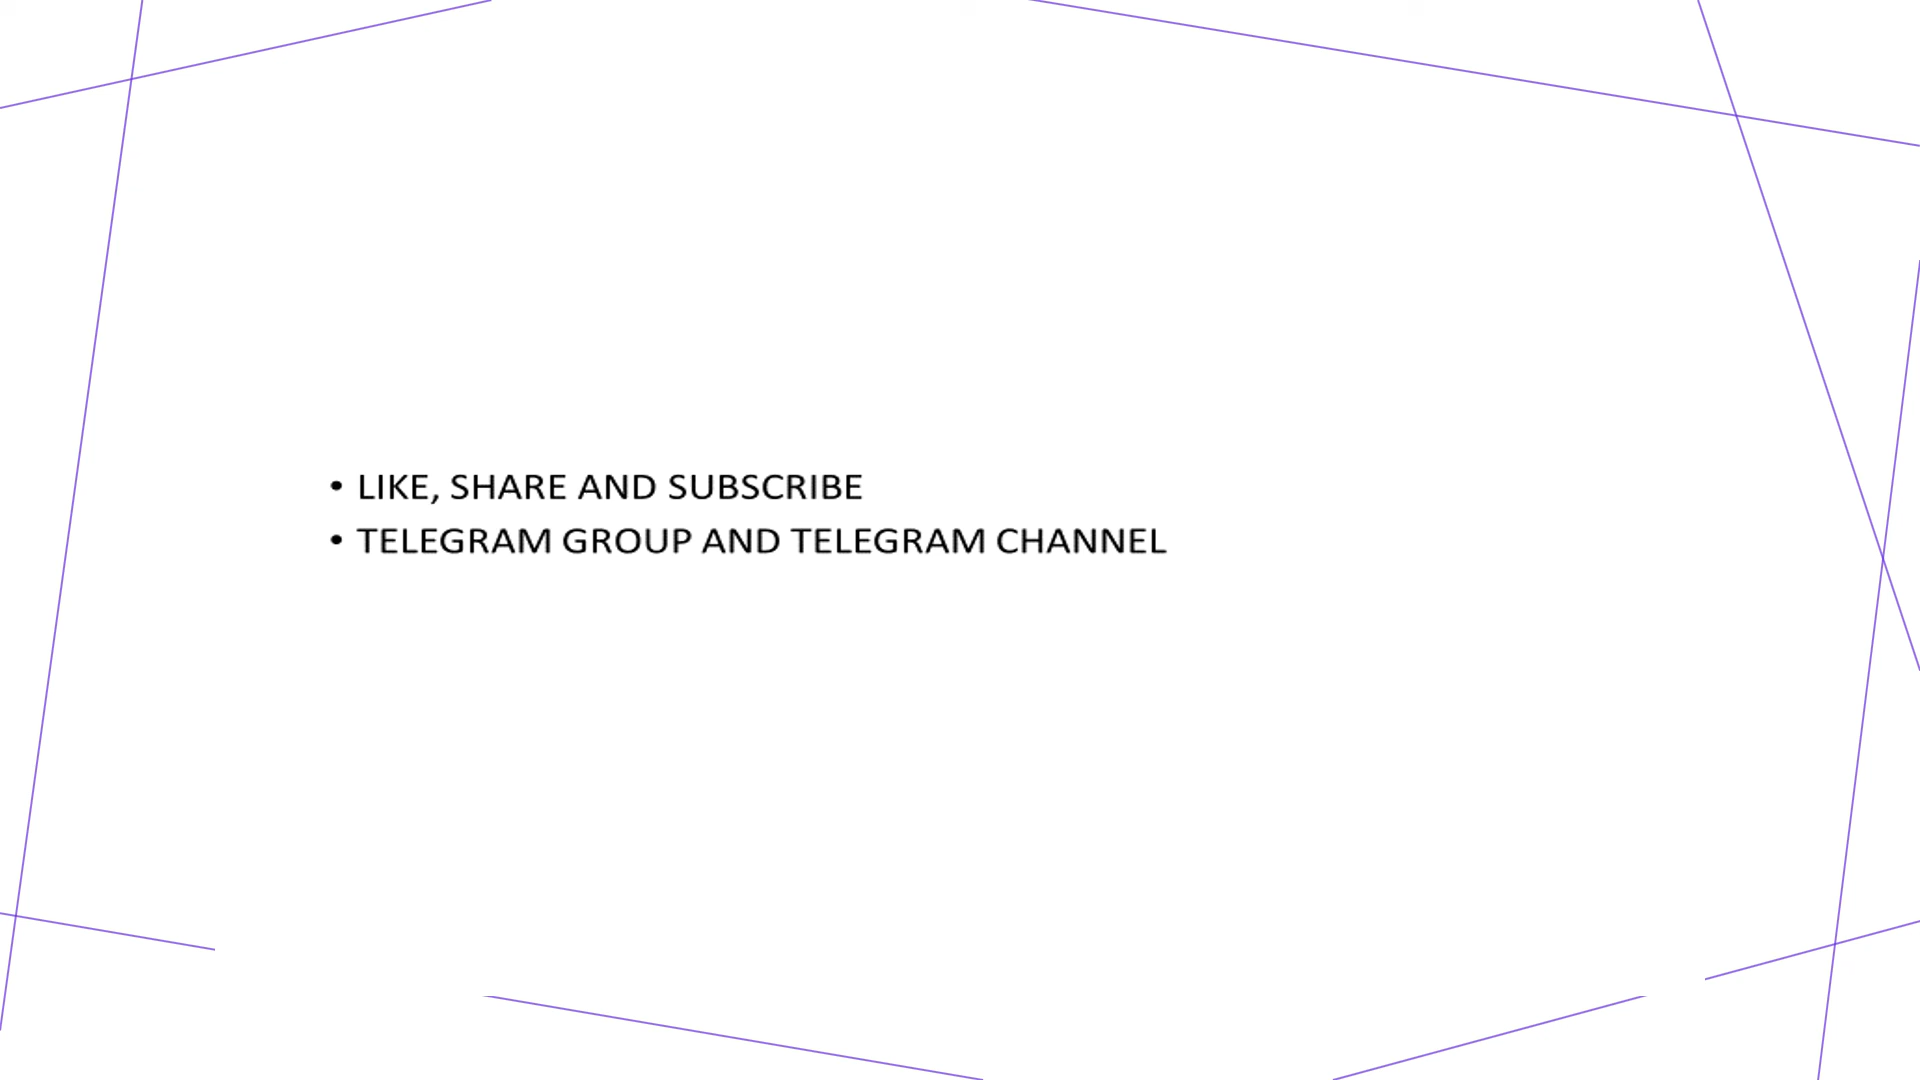 • LIKE, SHARE AND SUBSCRIBE
• TELEGRAM GROUP AND TELEGRAM CHANNEL